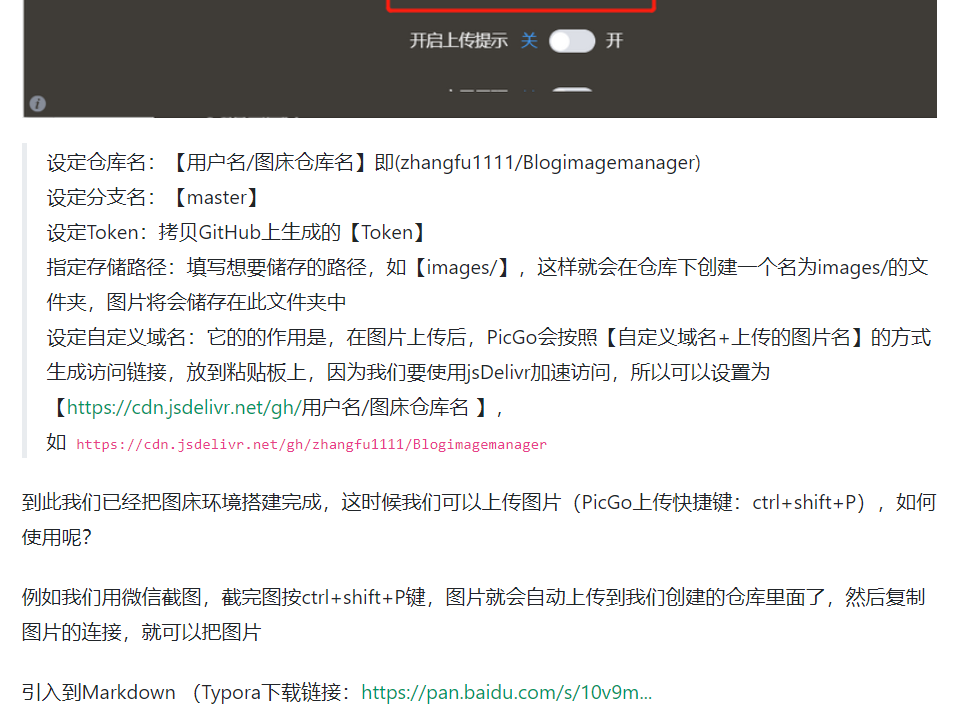 开启上传提示 关 开
设定仓库名：【用户名/图床仓库名】即(zhangfu1111/Blogimagemanager)
设定分支名：【master】
设定Token：拷贝GitHub上生成的【Token】
指定存储路径：填写想要储存的路径，如【images/】，这样就会在仓库下创建一个名为images/的文
件夹，图片将会储存在此文件夹中
设定自定义域名：它的的作用是，在图片上传后，PicGo会按照【自定义域名+上传的图片名】的方式
生成访问链接，放到粘贴板上，因为我们要使用jsDelivr加速访问，所以可以设置为
【https://cdn.jsdelivr.net/gh/用户名/图床仓库名 】，
如 https://cdn.jsdelivr.net/gh/zhangfu1111/Blogimagemanager
到此我们已经把图床环境搭建完成，这时候我们可以上传图片（PicGo上传快捷键：ctrl+shift+P），如何
使用呢？
例如我们用微信截图，截完图按ctrl+shift+P键，图片就会自动上传到我们创建的仓库里面了，然后复制
图片的连接，就可以把图片
引入到Markdown （Typora下载链接：https://pan.baidu.com/s/10v9m...